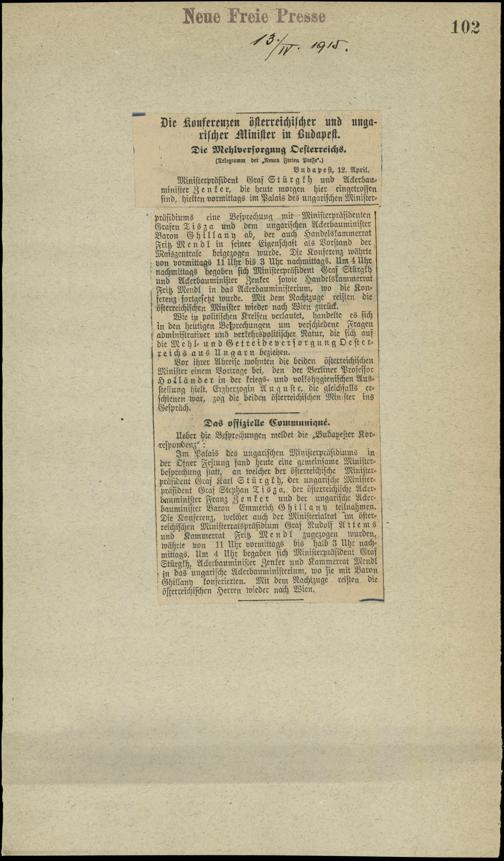 Neue Freie Presse
102
13./IV. 1915.
Die Konferenzen österreichischer und unga-
rischer Minister in Budapest.
Die Mehlversorgung Oesterreichs.
(Telegramm der „Neuen Freien Presse“.)
Budapest, 12. April.
Ministerpräsident Graf Stürgkh und Ackerbau-
minister Zenker, die heute morgen hier eingetroffen
sind, hielten vormittags im Palais des ungarischen Minister-
präsidiums eine Besprechung mit Ministerpräsidenten
Grafen Tisza und dem ungarischen Ackerbauminister
Baron Ghillany ab, der auch Handelskammerrat
Fritz Mendl in seiner Eigenschaft als Vorstand der
Maiszentrale beigezogen wurde. Die Konferenz währte
von vormittags 11 Uhr bis 3 Uhr nachmittags. Um 4 Uhr
nachmittags begaben sich Ministerpräsident Graf Stürgkh
und Ackerbauminister Zenker sowie Handelskammerrat
Fritz Mendl in das Ackerbauministerium, wo die Kon-
ferenz fortgesetzt wurde. Mit dem Nachtzuge reisten die
österreichischen Minister wieder nach Wien zurück.
Wie in politischen Kreisen verlautet, handelte es sich
in den heutigen Besprechungen um verschiedene Fragen
administrativer und verkehrspolitischer Natur, die sich auf
die Mehl- und Getreideversorgung Oester-
reichs aus Ungarn beziehen.
Vor ihrer Abreise wohnten die beiden österreichischen
Minister einem Vortrage bei, den der Berliner Professor
Holländer in der kriegs- und volkshygienischen Aus-
stellung hielt. Erzherzogin Auguste, die gleichfalls er-
schienen war, zog die beiden österreichischen Minister ins
Gespräch.
Das offizielle Communiqué.
Ueber die Besprechungen meldet die „Budapester Kor-
respondenz“:
Im Palais des ungarischen Ministerpräsidiums in
der Ofner Festung fand heute eine gemeinsame Minister-
besprechung statt, an welcher der österreichische Minister-
präsident Graf Karl Stürgkh, der ungarische Minister-
präsident Graf Stephan Tisza, der österreichische Acker-
bauminister Franz Zenker und der ungarische Acker-
bauminister Baron Emmerich Ghillany teilnahmen.
Die Konferenz, welcher auch der Ministerialrat im öster-
reichischen Ministerratspräsidium Graf Rudolf Attems
und Kammerrat Fritz Mendl zugezogen wurden,
währte von 11 Uhr vormittags bis halb 3 Uhr nach-
mittags. Um 4 Uhr begaben sich Ministerpräsident Graf
Stürgkh, Ackerbauminister Zenker und Kammerrat Mendl
in das ungarische Ackerbauministerium, wo sie mit Baron
Ghillany konferierten. Mit dem Nachtzuge reisten die
österreichischen Herren wieder nach Wien.